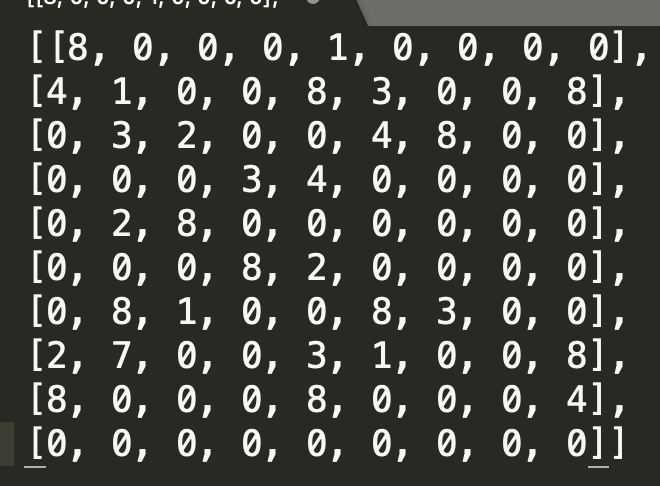 [[8, 0, 0, 0, 1, 0, 0, 0, 0],
[4, 1, 0, 0, 8, 3, 0, 0, 8],
[0, 3, 2, 0, 0, 4, 8, 0, 0],
[0, 0, 0, 3, 4, 0, 0, 0, 0],
[0, 2, 8, 0, 0, 0, 0, 0, 0],
[0, 0, 0, 8, 2, 0, 0, 0, 0],
[0, 8, 1, 0, 0, 8, 3, 0, 0],
[2, 7, 0, 0, 3, 1, 0, 0, 8],
[8, 0, 0, 0, 8, 0, 0, 0, 4],
[0, 0, 0, 0, 0, 0, 0, 0, 0]]